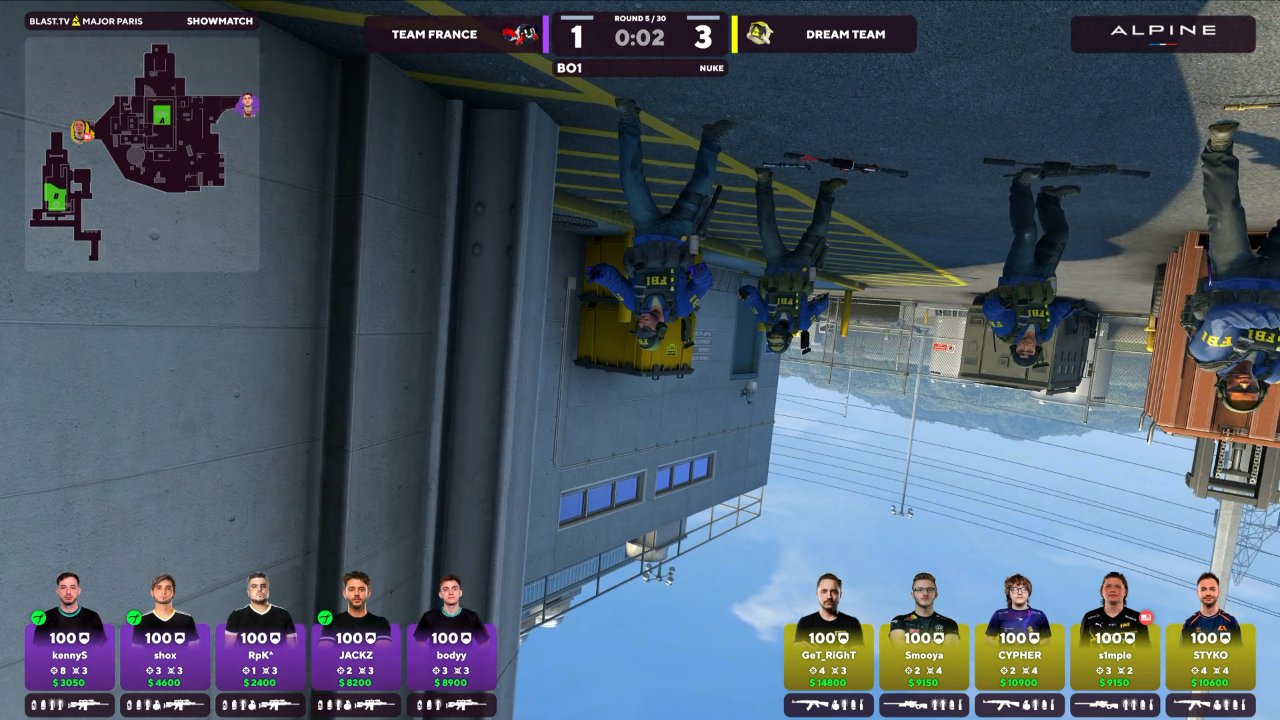 BLAST.TV MAJOR PARIS SHOWMATCH
TEAM FRANCE
1
ROUND 5 / 30
0:02
3
DREAM TEAM
BO1 NUKE
ALPINE
A
B
FBI
FBI
FBI
FBI
FBI
100 100 100 100 100
kennyS shox RpK^ JACKZ bodyy
8 3 3 3 1 3 2 3 3 3
$3050 $4600 $2400 $8200 $8900
100 100 100 100 100
GeT_RiGhT Smooya CYPHER s1mple STYKO
4 3 2 4 2 4 3 2 4 4
$14800 $9150 $10900 $9150 $10600